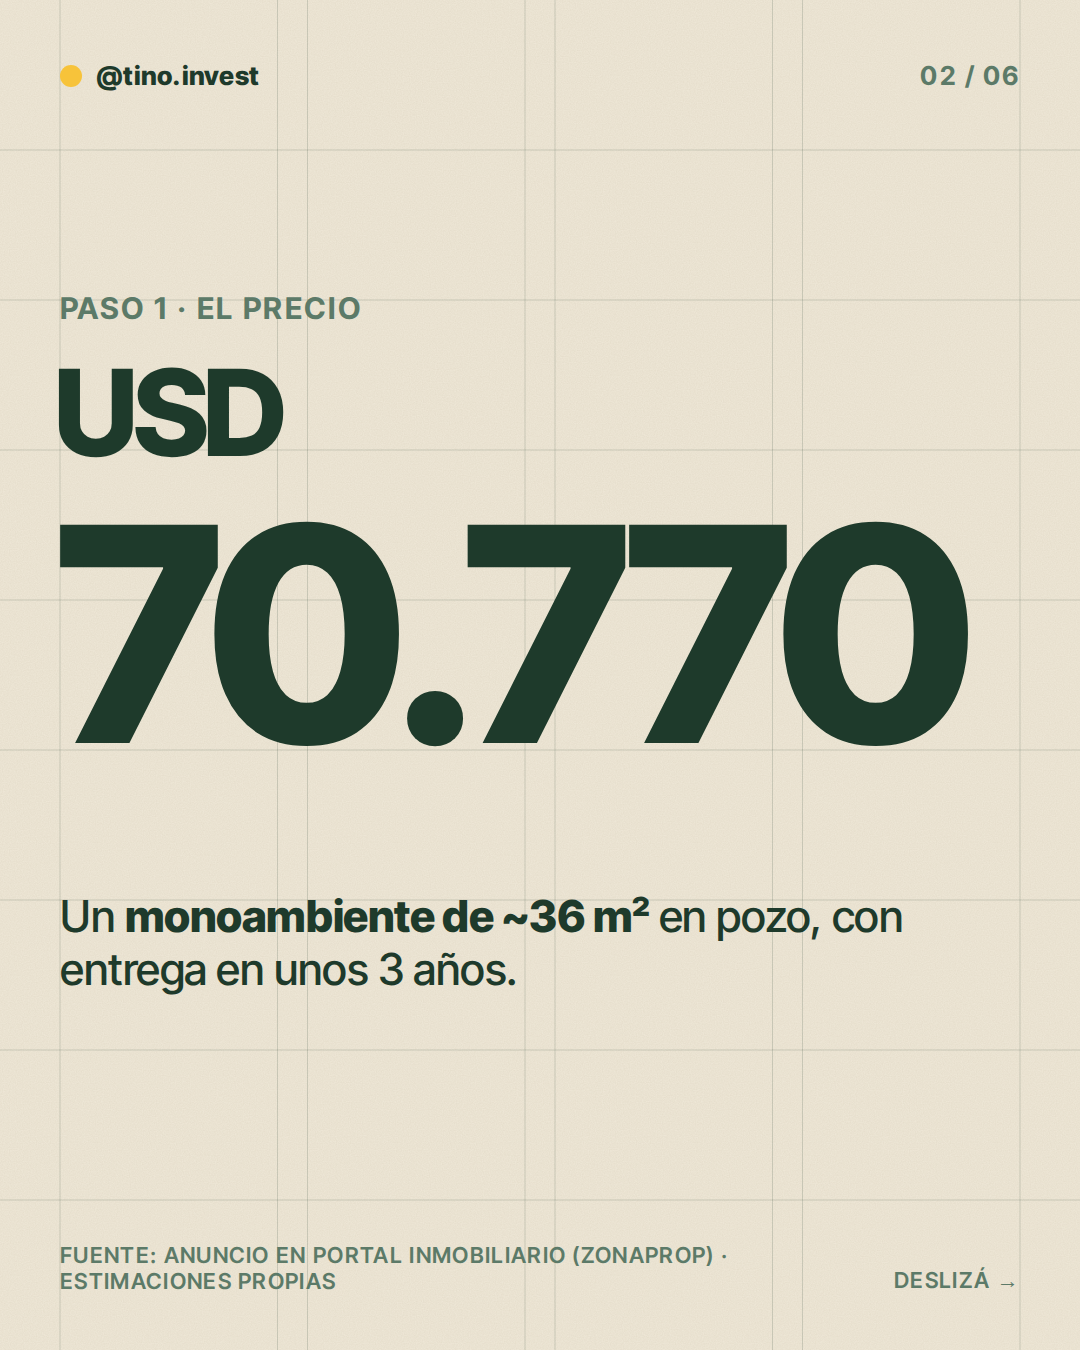 @tino.invest
02 / 06
PASO 1 · EL PRECIO
USD
70.770
Un monoambiente de ~36 m² en pozo, con
entrega en unos 3 años.
FUENTE: ANUNCIO EN PORTAL INMOBILIARIO (ZONAPROP) ·
ESTIMACIONES PROPIAS
DESLIZÁ →